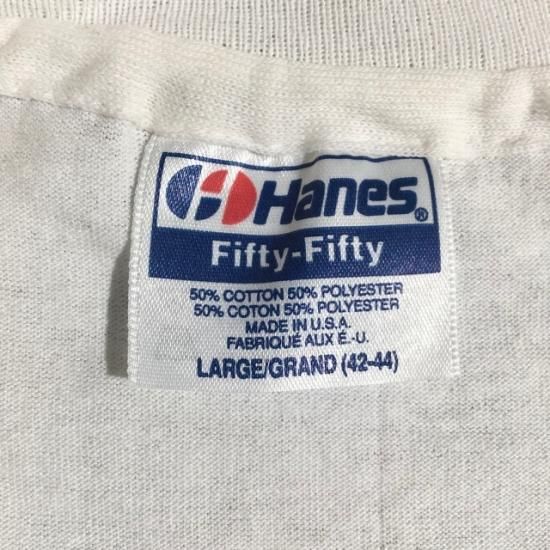 Hanes®
Fifty-Fifty
50% COTTON 50% POLYESTER
50% COTON 50% POLYESTER
MADE IN U.S.A.
FABRIQUÉ AUX É.-U.
LARGE/GRAND (42-44)